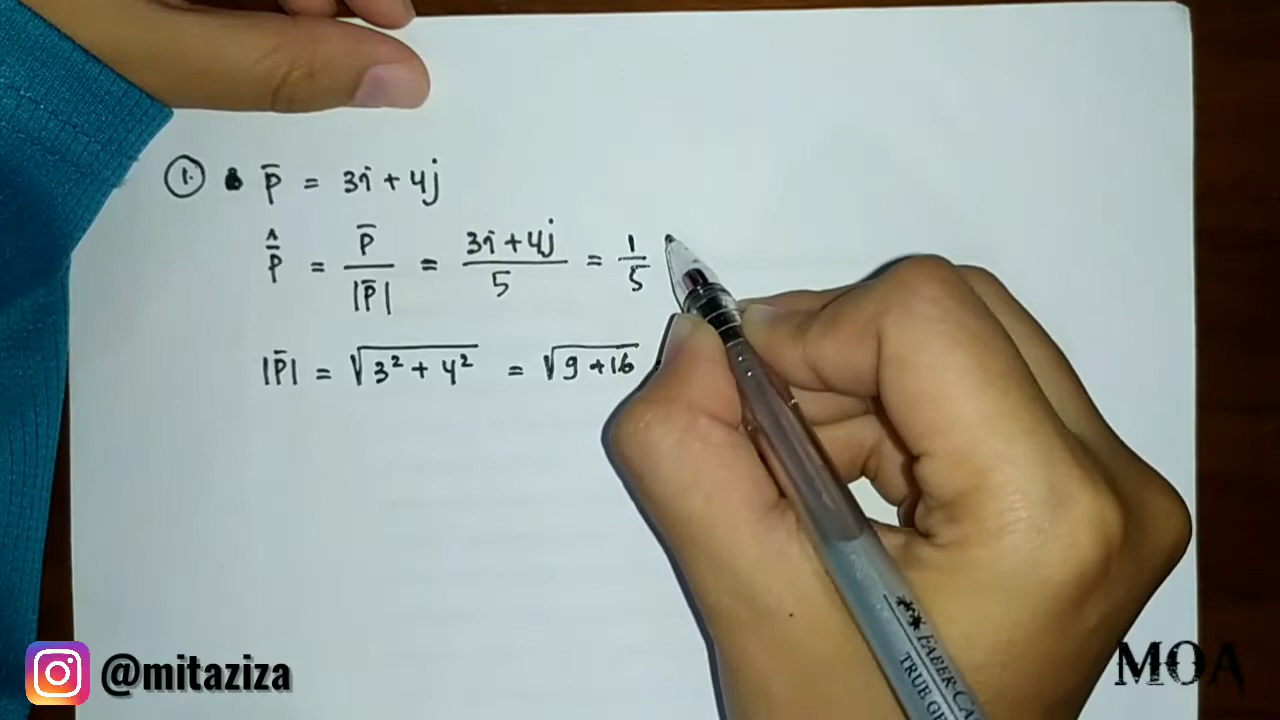 1. p̄ = 3i + 4j
p̄̂ = p̄/|p̄| = (3i + 4j)/5 = 1/5
|p̄| = √(3² + 4²) = √(9 + 16)
@mitaziza
MOA
FABER-CA
TRUE GE